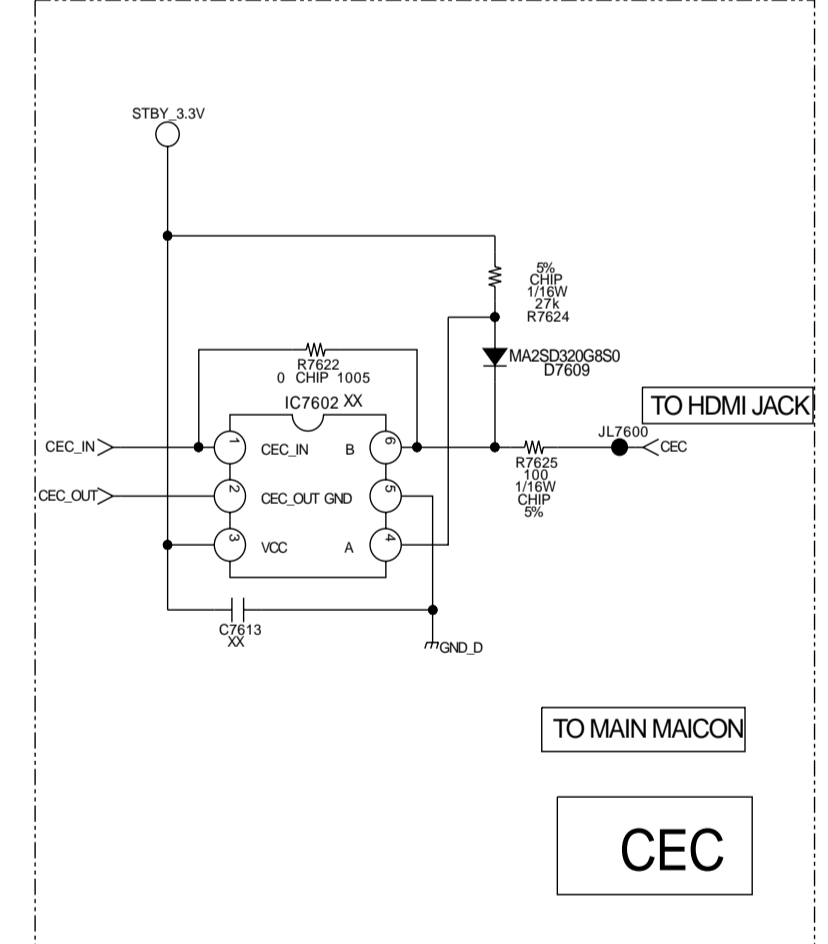 STBY_3.3V
5%
CHIP
1/16W
27k
R7624
MA2SD320G8S0
D7609
R7622
0 CHIP 1005
IC7602 XX
TO HDMI JACK
JL7600
CEC_IN
1
CEC_IN
B
6
CEC
R7625
100
1/16W
CHIP
5%
CEC_OUT
2
CEC_OUT GND
5
3
VCC
A
4
C7613
XX
GND_D
TO MAIN MAICON
CEC